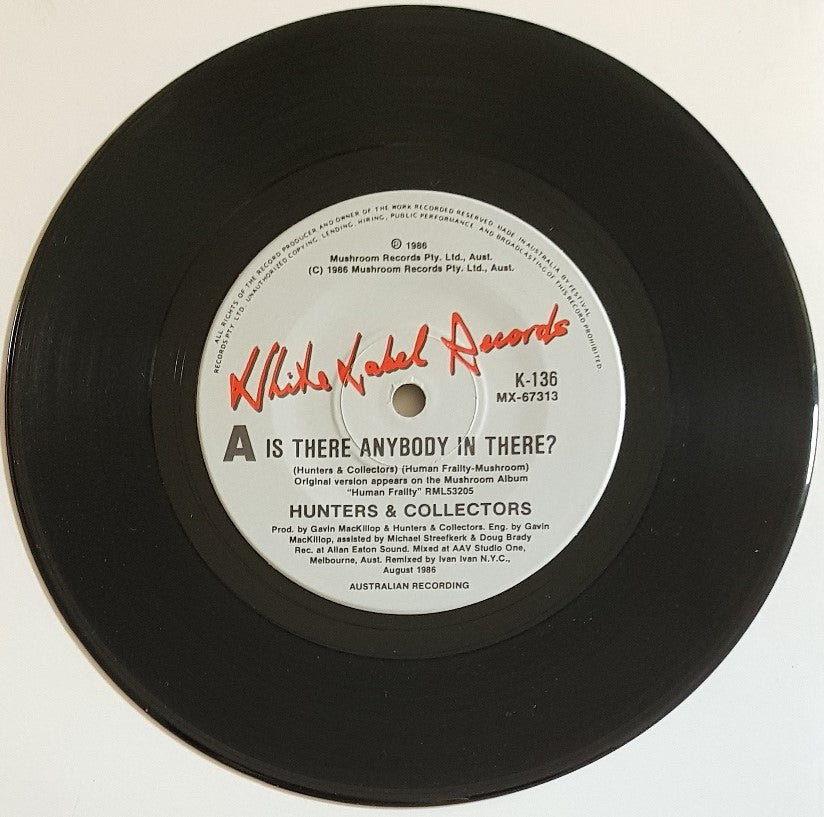 ALL RIGHTS OF THE RECORD PRODUCER AND OWNER OF THE WORK RECORDED RESERVED. MADE IN AUSTRALIA BY FESTIVAL
RECORDS PTY. LTD. UNAUTHORIZED COPYING, LENDING, HIRING, PUBLIC PERFORMANCE AND BROADCASTING OF THIS RECORD PROHIBITED.
Ⓟ 1986
Mushroom Records Pty. Ltd., Aust.
(C) 1986 Mushroom Records Pty. Ltd., Aust.
White Label Records
K-136
MX-67313
A IS THERE ANYBODY IN THERE?
(Hunters & Collectors) (Human Frailty-Mushroom)
Original version appears on the Mushroom Album
"Human Frailty" RML53205
HUNTERS & COLLECTORS
Prod. by Gavin MacKillop & Hunters & Collectors. Eng. by Gavin
MacKillop, assisted by Michael Streefkerk & Doug Brady
Rec. at Allan Eaton Sound. Mixed at AAV Studio One,
Melbourne, Aust. Remixed by Ivan Ivan N.Y.C.,
August 1986
AUSTRALIAN RECORDING